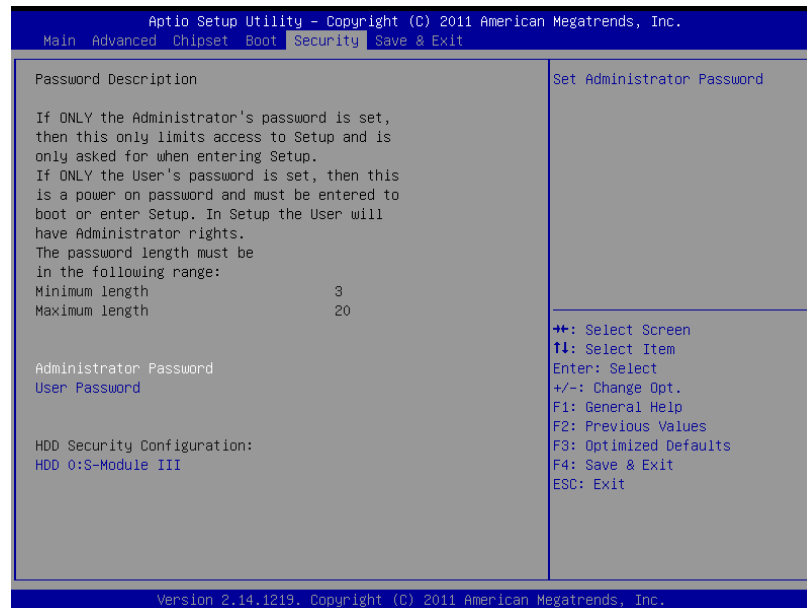 Aptio Setup Utility – Copyright (C) 2011 American Megatrends, Inc.
Main Advanced Chipset Boot Security Save & Exit
Password Description
If ONLY the Administrator's password is set,
then this only limits access to Setup and is
only asked for when entering Setup.
If ONLY the User's password is set, then this
is a power on password and must be entered to
boot or enter Setup. In Setup the User will
have Administrator rights.
The password length must be
in the following range:
Minimum length 3
Maximum length 20
Administrator Password
User Password
HDD Security Configuration:
HDD 0:S-Module III
Set Administrator Password
→←: Select Screen
↑↓: Select Item
Enter: Select
+/-: Change Opt.
F1: General Help
F2: Previous Values
F3: Optimized Defaults
F4: Save & Exit
ESC: Exit
Version 2.14.1219. Copyright (C) 2011 American Megatrends, Inc.